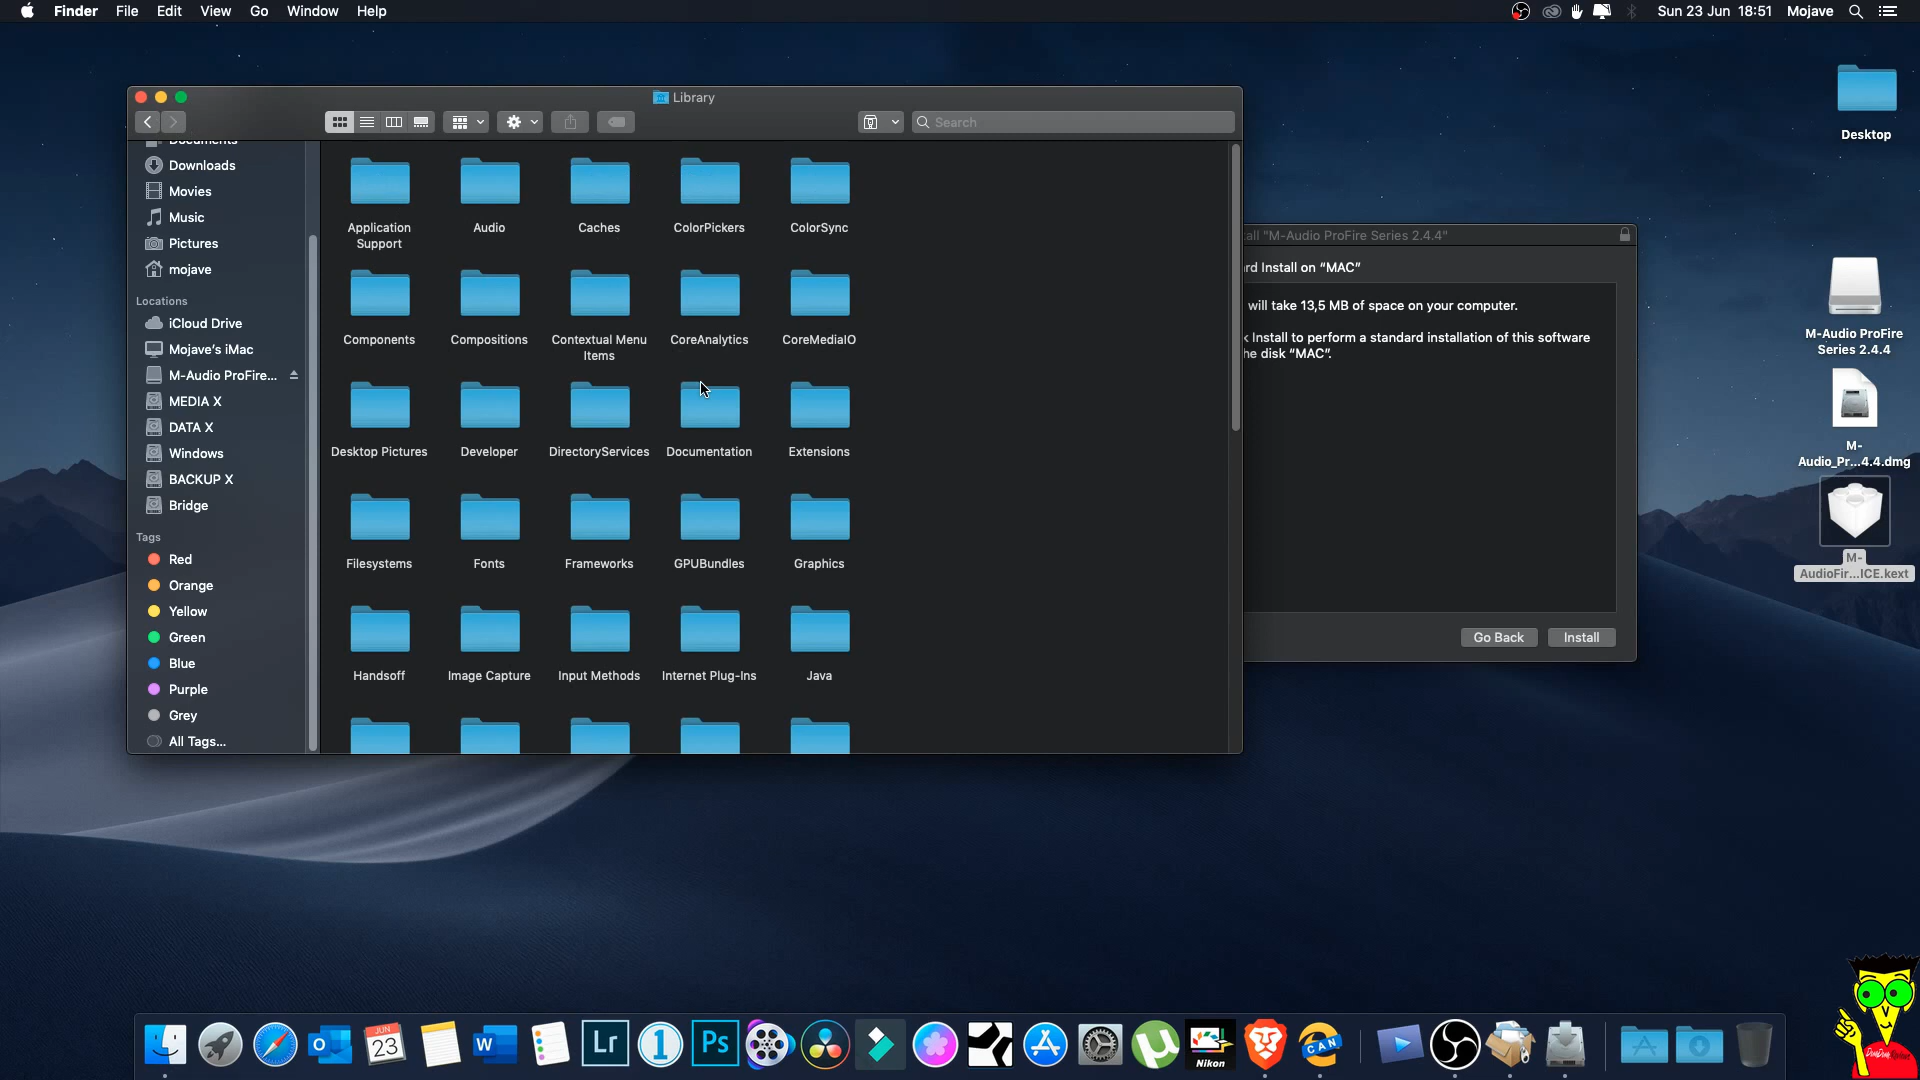 Finder File Edit View Go Window Help
Sun 23 Jun 18:51 Mojave
Library
Search
Documents
Downloads
Movies
Music
Pictures
mojave
Locations
iCloud Drive
Mojave's iMac
M-Audio ProFire...
MEDIA X
DATA X
Windows
BACKUP X
Bridge
Tags
Red
Orange
Yellow
Green
Blue
Purple
Grey
All Tags...
Application Audio Caches ColorPickers ColorSync
Support
Components Compositions Contextual Menu CoreAnalytics CoreMediaIO
Items
Desktop Pictures Developer DirectoryServices Documentation Extensions
Filesystems Fonts Frameworks GPUBundles Graphics
Handsoff Image Capture Input Methods Internet Plug-Ins Java
all "M-Audio ProFire Series 2.4.4"
rd Install on "MAC"
will take 13,5 MB of space on your computer.
k Install to perform a standard installation of this software
he disk "MAC".
Go Back Install
Desktop
M-Audio ProFire
Series 2.4.4
M-
Audio_Pr...4.4.dmg
M-
AudioFir...ICE.kext
JUN
23
W
Lr
1
Ps
Nikon
CAN